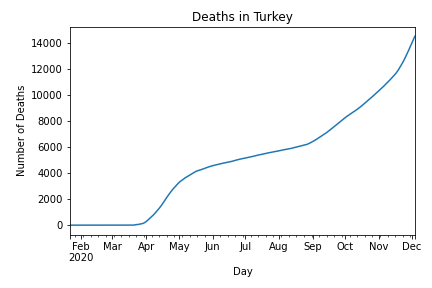 Deaths in Turkey
14000
12000
10000
8000
6000
4000
2000
0
Number of Deaths
Feb Mar Apr May Jun Jul Aug Sep Oct Nov Dec
2020
Day